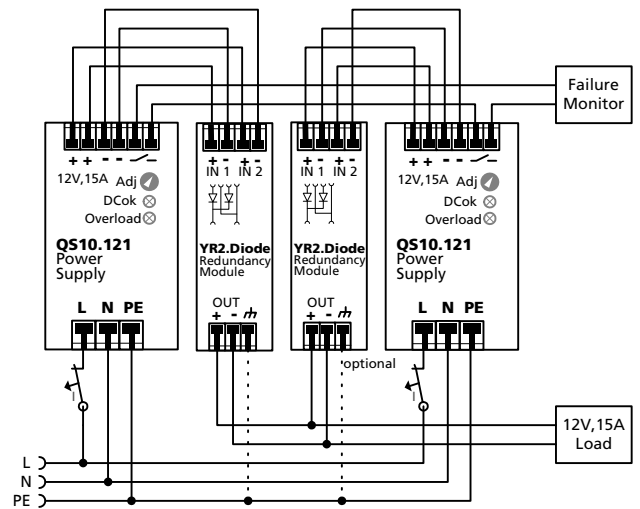 Failure
Monitor
+ + - -
12V,15A Adj
DCok
Overload
QS10.121
Power
Supply
L N PE
+ - + -
IN 1 IN 2
YR2.Diode
Redundancy
Module
OUT
+ -
+ - + -
IN 1 IN 2
YR2.Diode
Redundancy
Module
OUT
+ -
optional
+ + - -
12V,15A Adj
DCok
Overload
QS10.121
Power
Supply
L N PE
I
I
12V,15A
Load
L
N
PE